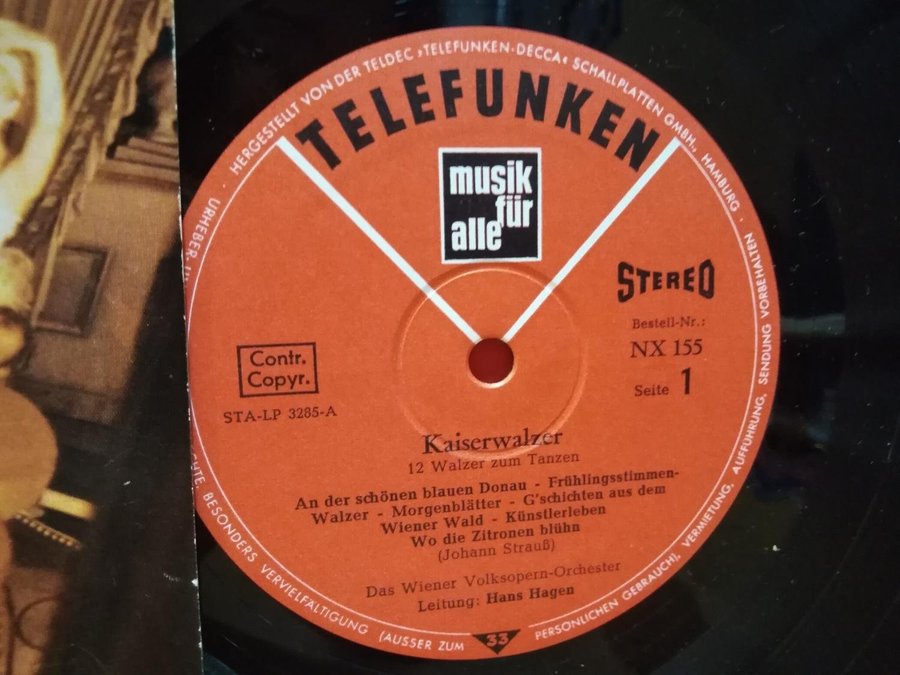 HERGESTELLT VON DER TELDEC »TELEFUNKEN-DECCA« SCHALLPLATTEN GMBH., HAMBURG
TELEFUNKEN
musik
für
alle
STEREO
Bestell-Nr.:
NX 155
Seite 1
Contr.
Copyr.
STA-LP 3285-A
Kaiserwalzer
12 Walzer zum Tanzen
An der schönen blauen Donau - Frühlingsstimmen-
Walzer - Morgenblätter - G'schichten aus dem
Wiener Wald - Künstlerleben
Wo die Zitronen blühn
(Johann Strauß)
Das Wiener Volksopern-Orchester
Leitung: Hans Hagen
33
URHEBER
BESONDERS VERVIELFÄLTIGUNG (AUSSER ZUM PERSÖNLICHEN GEBRAUCH), VERMIETUNG, AUFFÜHRUNG, SENDUNG VORBEHALTEN